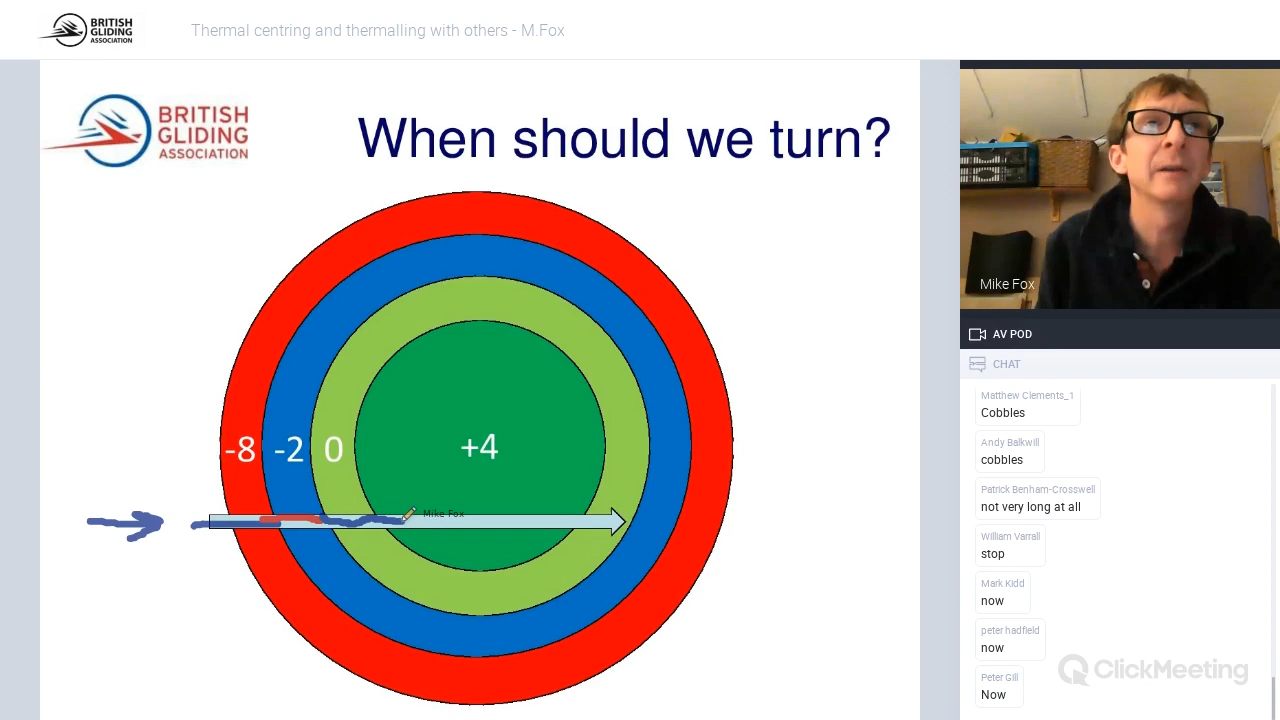 BRITISH
GLIDING
ASSOCIATION
Thermal centring and thermalling with others - M.Fox
BRITISH
GLIDING
ASSOCIATION
When should we turn?
-8 -2 0 +4
Mike Fox
Mike Fox
AV POD
CHAT
Matthew Clements_1
Cobbles
Andy Balkwill
cobbles
Patrick Benham-Crosswell
not very long at all
William Varrall
stop
Mark Kidd
now
peter hadfield
now
Peter Gill
Now
ClickMeeting